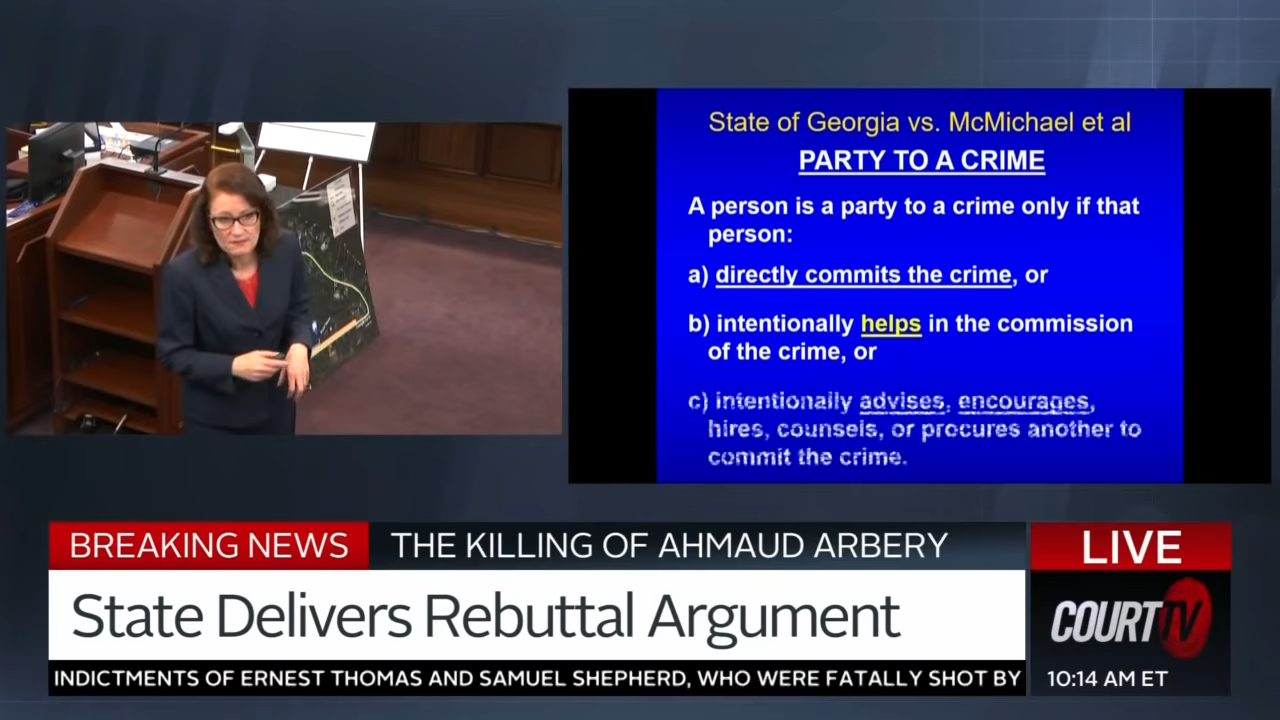 State of Georgia vs. McMichael et al
PARTY TO A CRIME
A person is a party to a crime only if that
person:
a) directly commits the crime, or
b) intentionally helps in the commission
of the crime, or
c) intentionally advises, encourages,
hires, counsels, or procures another to
commit the crime.
BREAKING NEWS
THE KILLING OF AHMAUD ARBERY
State Delivers Rebuttal Argument
INDICTMENTS OF ERNEST THOMAS AND SAMUEL SHEPHERD, WHO WERE FATALLY SHOT BY
LIVE
COURT TV
10:14 AM ET